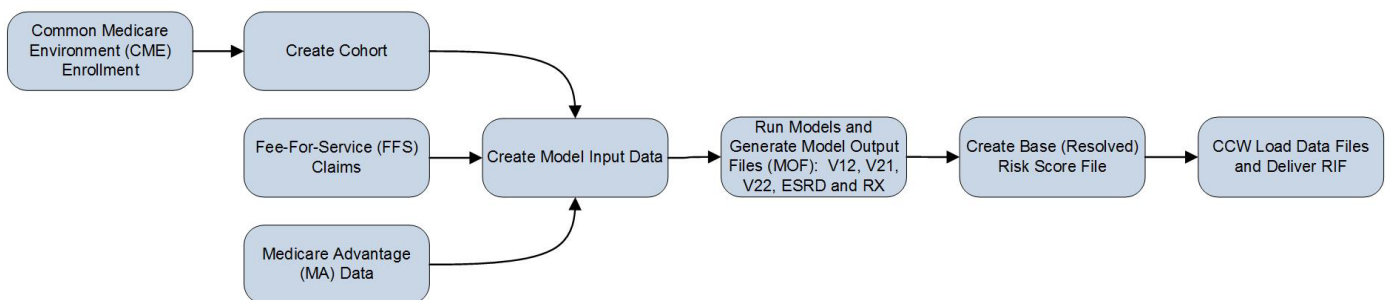 Common Medicare
Environment (CME)
Enrollment
Create Cohort
Fee-For-Service (FFS)
Claims
Medicare Advantage
(MA) Data
Create Model Input Data
Run Models and
Generate Model Output
Files (MOF): V12, V21,
V22, ESRD and RX
Create Base (Resolved)
Risk Score File
CCW Load Data Files
and Deliver RIF